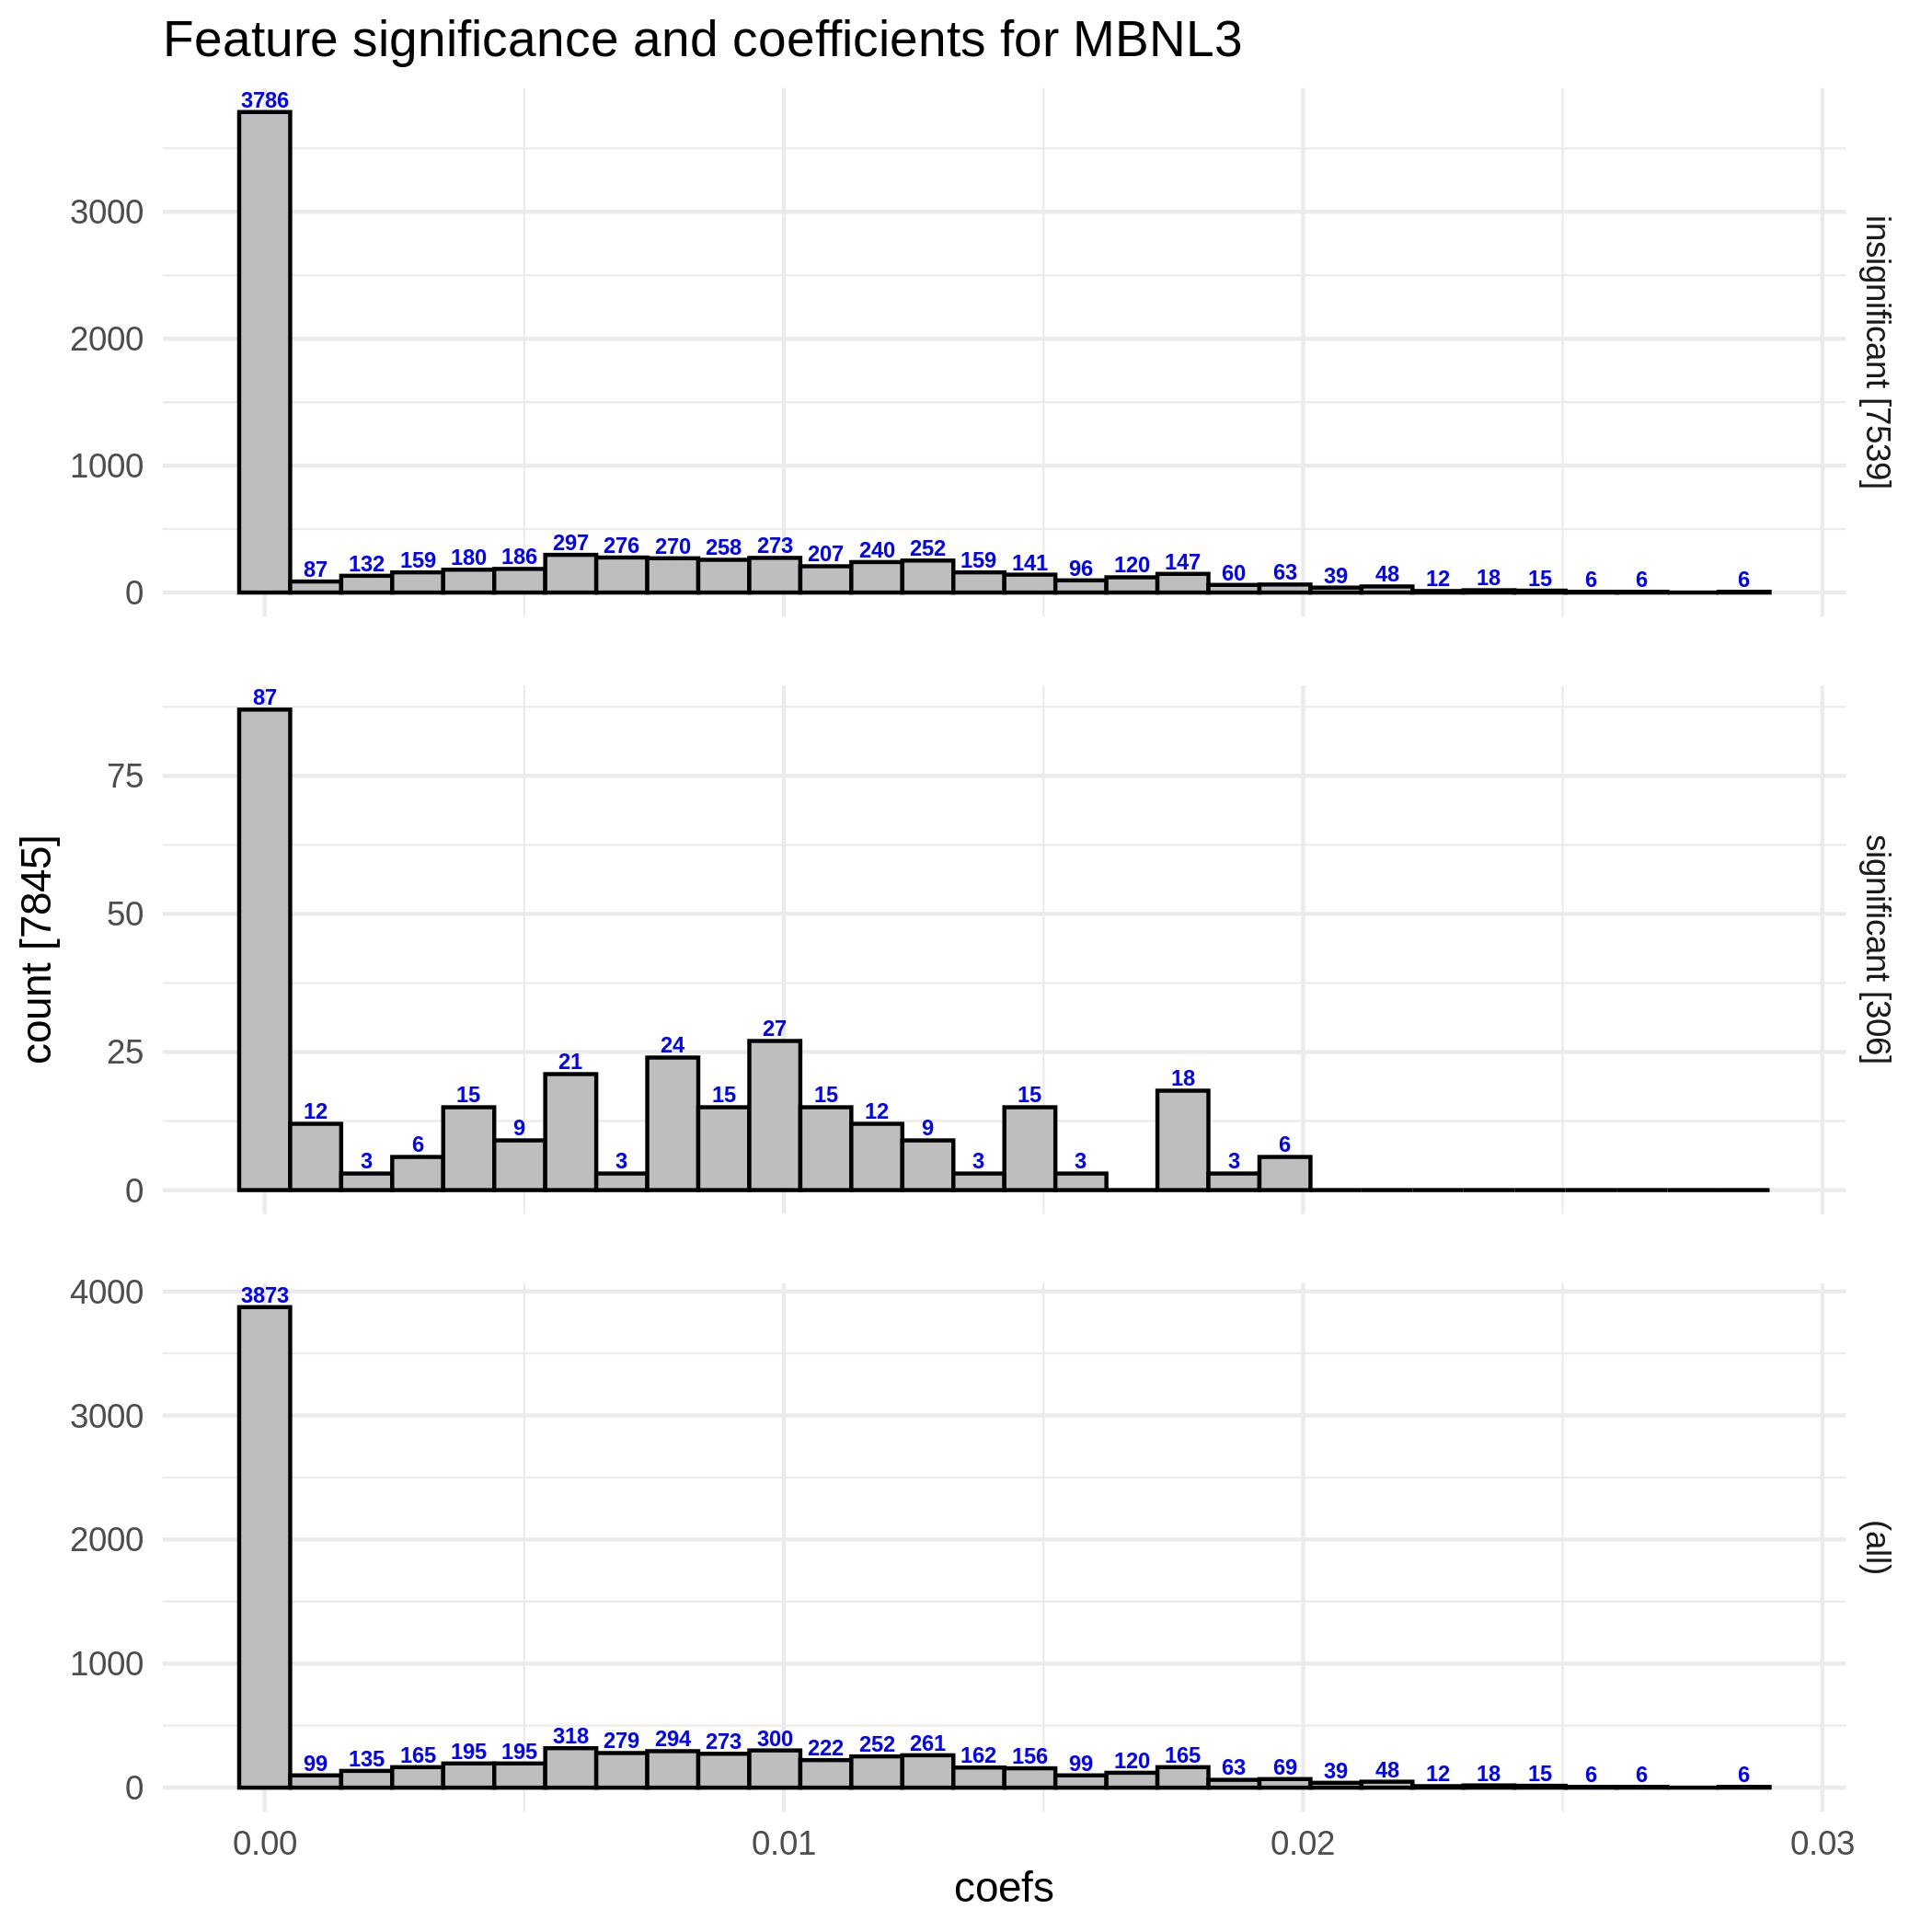 Feature significance and coefficients for MBNL3
3786
3000
2000
1000
0
87 132 159 180 186 297 276 270 258 273 207 240 252 159 141 96 120 147 60 63 39 48 12 18 15 6 6 6
insignificant [7539]
count [7845]
87
75
50
25
0
12 3 6 15 9 21 3 24 15 27 15 12 9 3 15 3 18 3 6
significant [306]
4000
3873
3000
2000
1000
0
99 135 165 195 195 318 279 294 273 300 222 252 261 162 156 99 120 165 63 69 39 48 12 18 15 6 6 6
(all)
0.00 0.01 0.02 0.03
coefs